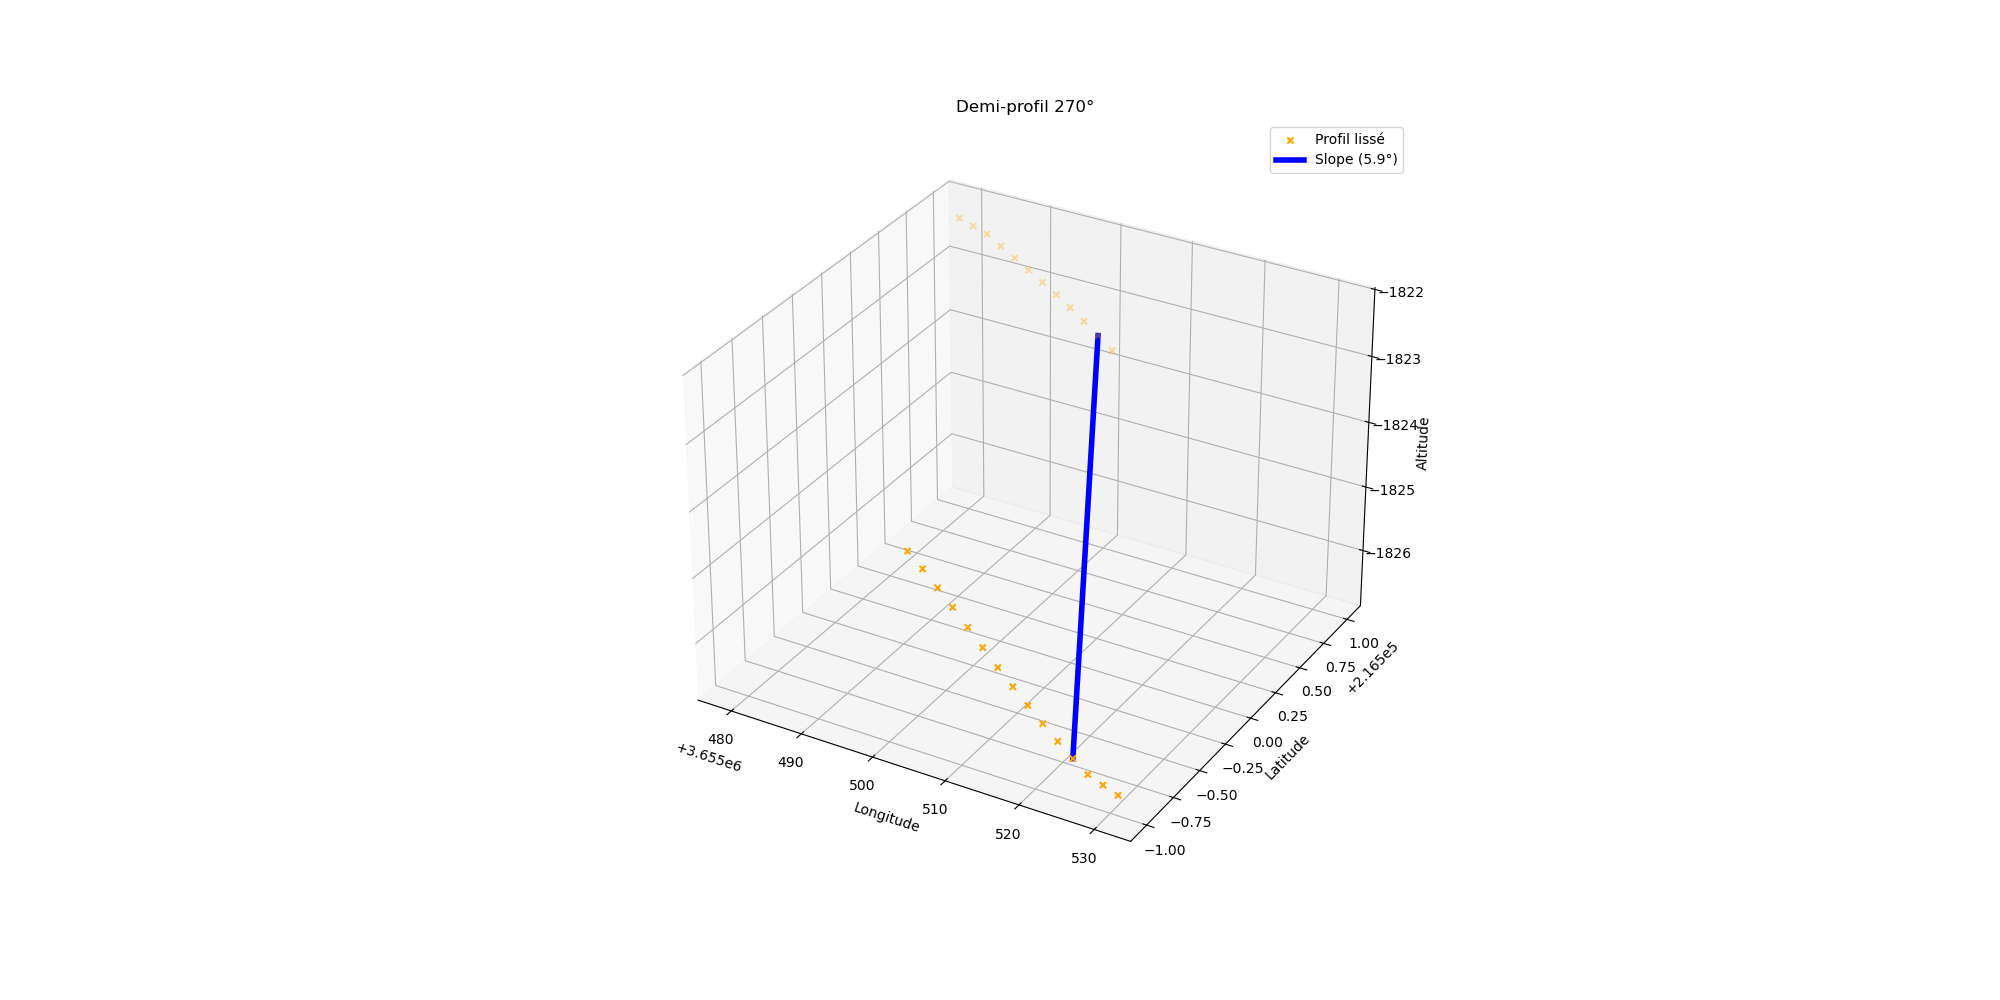 Demi-profil 270°
Profil lissé
Slope (5.9°)
−1822
−1823
−1824
−1825
−1826
Altitude
1.00
0.75
0.50
0.25
0.00
−0.25
−0.50
−0.75
−1.00
+2.165e5
Latitude
480
490
500
510
520
530
+3.655e6
Longitude